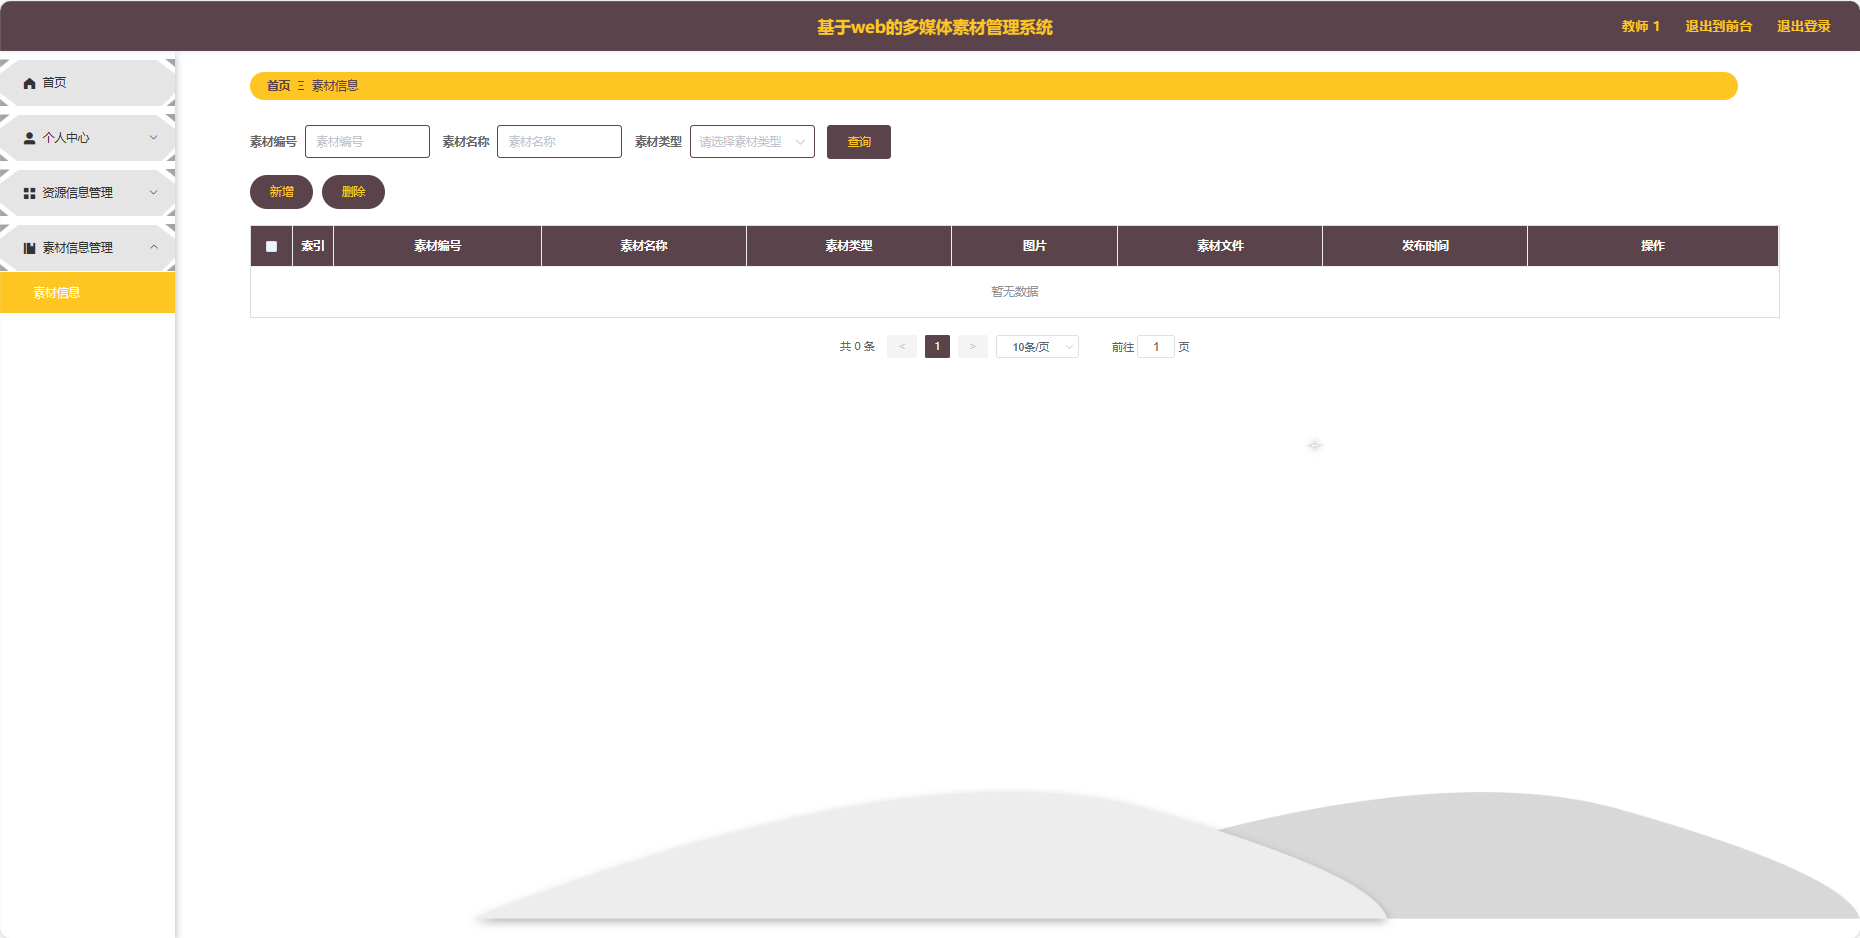 基于web的多媒体素材管理系统
教师 1 退出到前台 退出登录
首页
个人中心
资源信息管理
素材信息管理
素材信息
首页 Ξ 素材信息
素材编号 素材编号 素材名称 素材名称 素材类型 请选择素材类型 查询
新增 删除
索引 素材编号 素材名称 素材类型 图片 素材文件 发布时间 操作
暂无数据
共 0 条 < 1 > 10条/页 前往 1 页